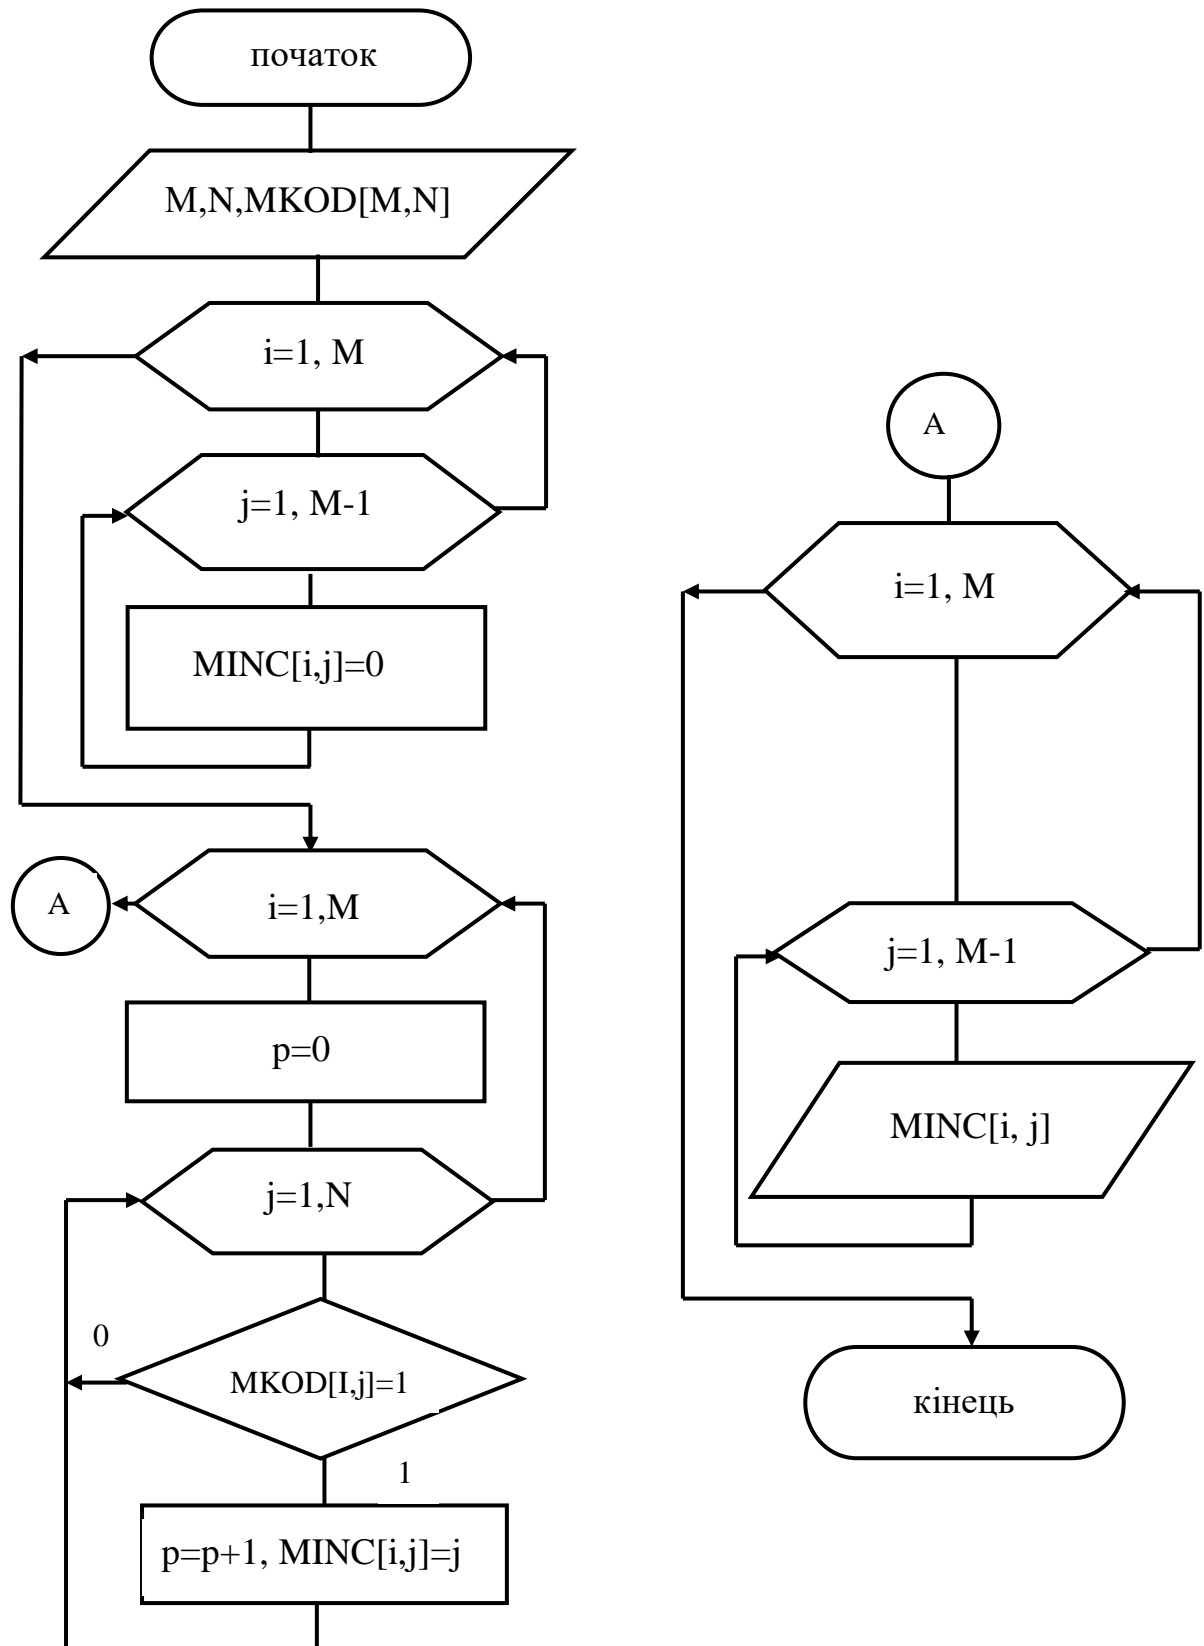 початок
M,N,MKOD[M,N]
i=1, M
j=1, M-1
MINC[i,j]=0
A
i=1,M
p=0
j=1,N
0
MKOD[I,j]=1
1
p=p+1, MINC[i,j]=j
A
i=1, M
j=1, M-1
MINC[i, j]
кінець